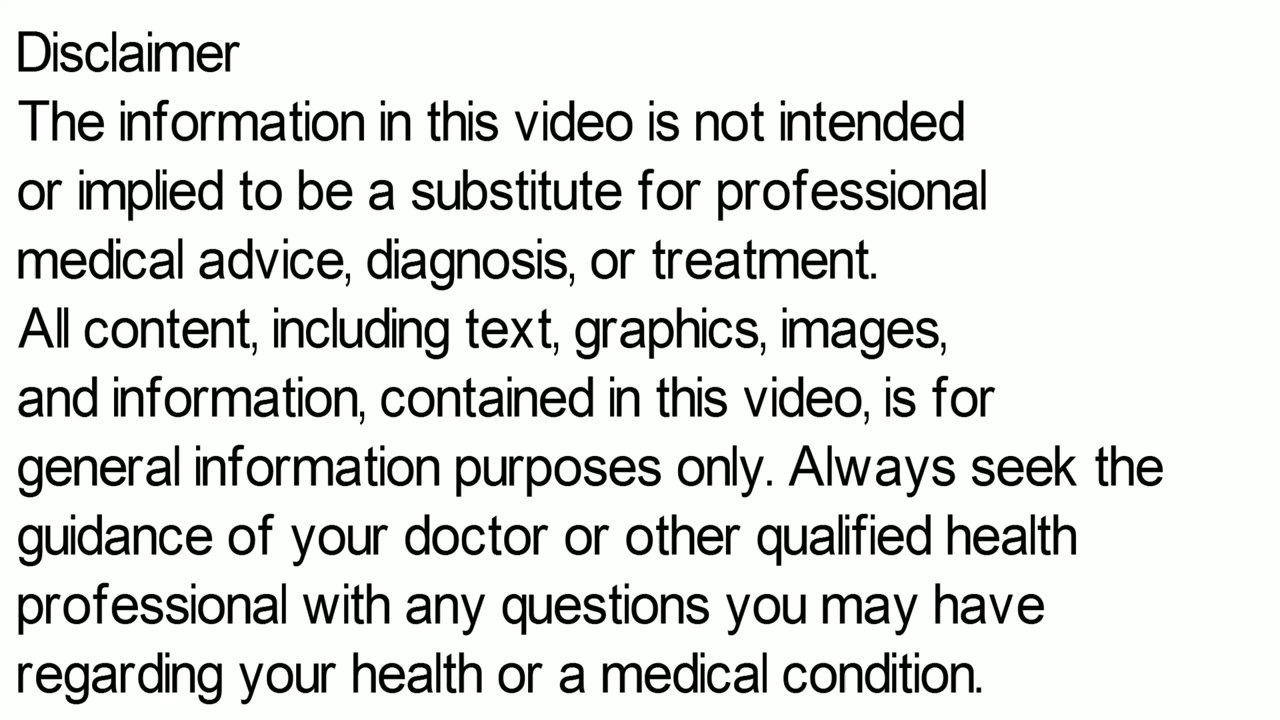 Disclaimer
The information in this video is not intended
or implied to be a substitute for professional
medical advice, diagnosis, or treatment.
All content, including text, graphics, images,
and information, contained in this video, is for
general information purposes only. Always seek the
guidance of your doctor or other qualified health
professional with any questions you may have
regarding your health or a medical condition.